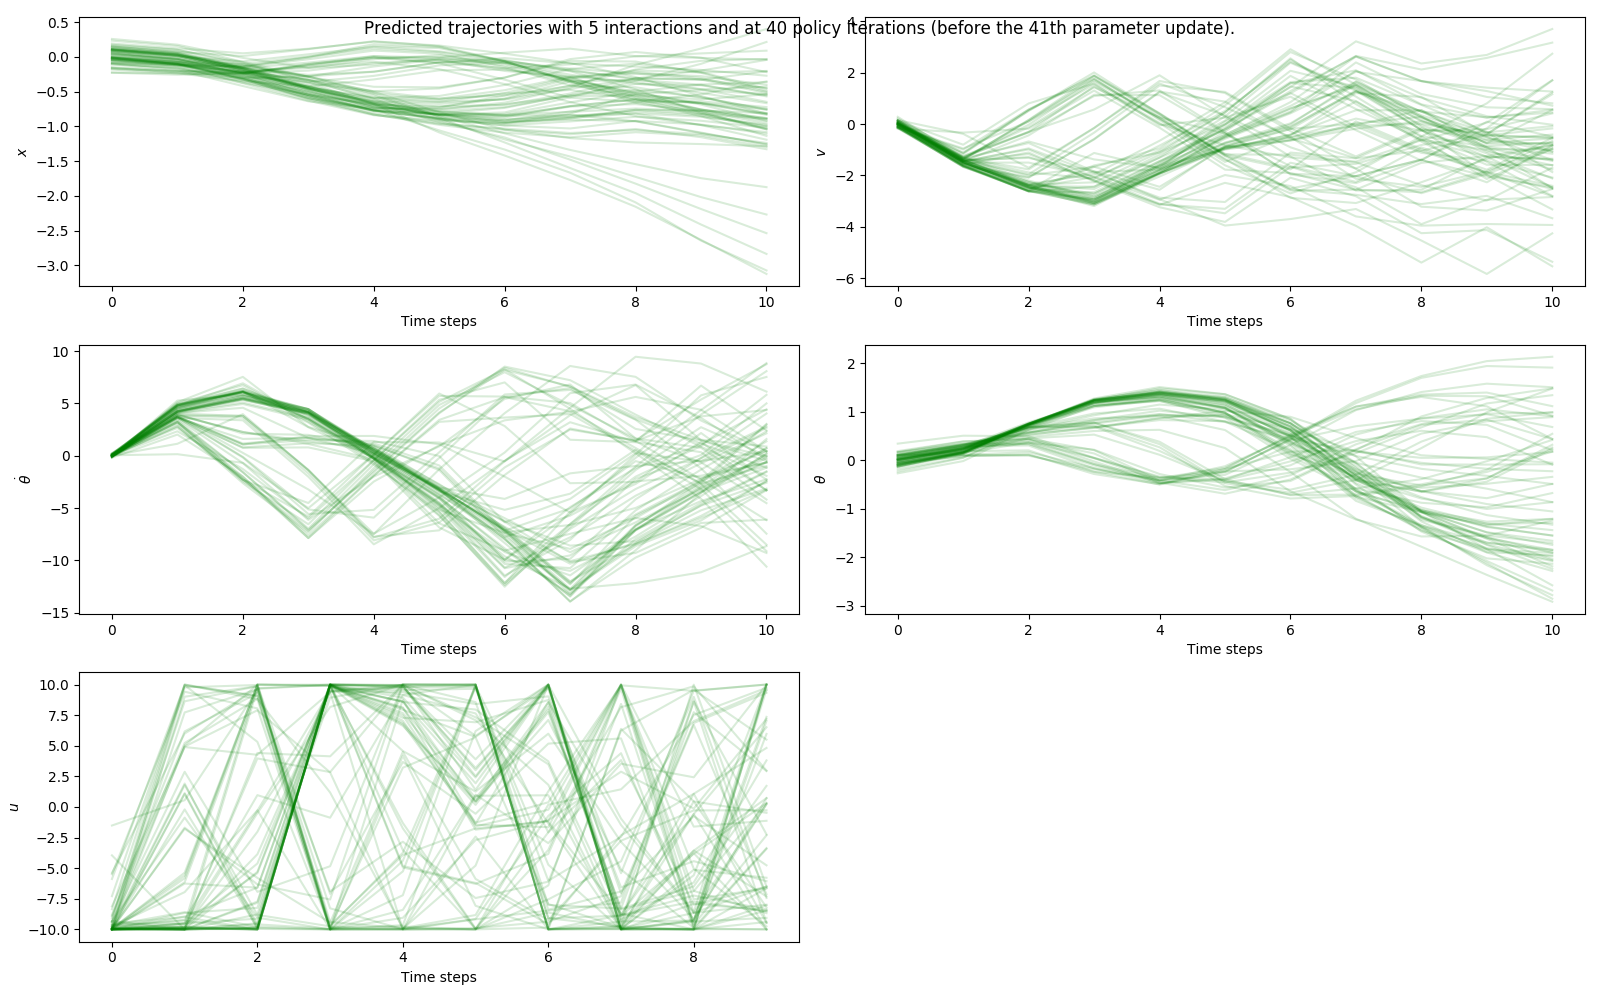 Predicted trajectories with 5 interactions and at 40 policy iterations (before the 41th parameter update).
0.5
0.0
−0.5
−1.0
−1.5
−2.0
−2.5
−3.0
x
0 2 4 6 8 10
Time steps
4
2
0
−2
−4
−6
v
0 2 4 6 8 10
Time steps
10
5
0
−5
−10
−15
θ̇
0 2 4 6 8 10
Time steps
2
1
0
−1
−2
−3
θ
0 2 4 6 8 10
Time steps
10.0
7.5
5.0
2.5
0.0
−2.5
−5.0
−7.5
−10.0
u
0 2 4 6 8
Time steps